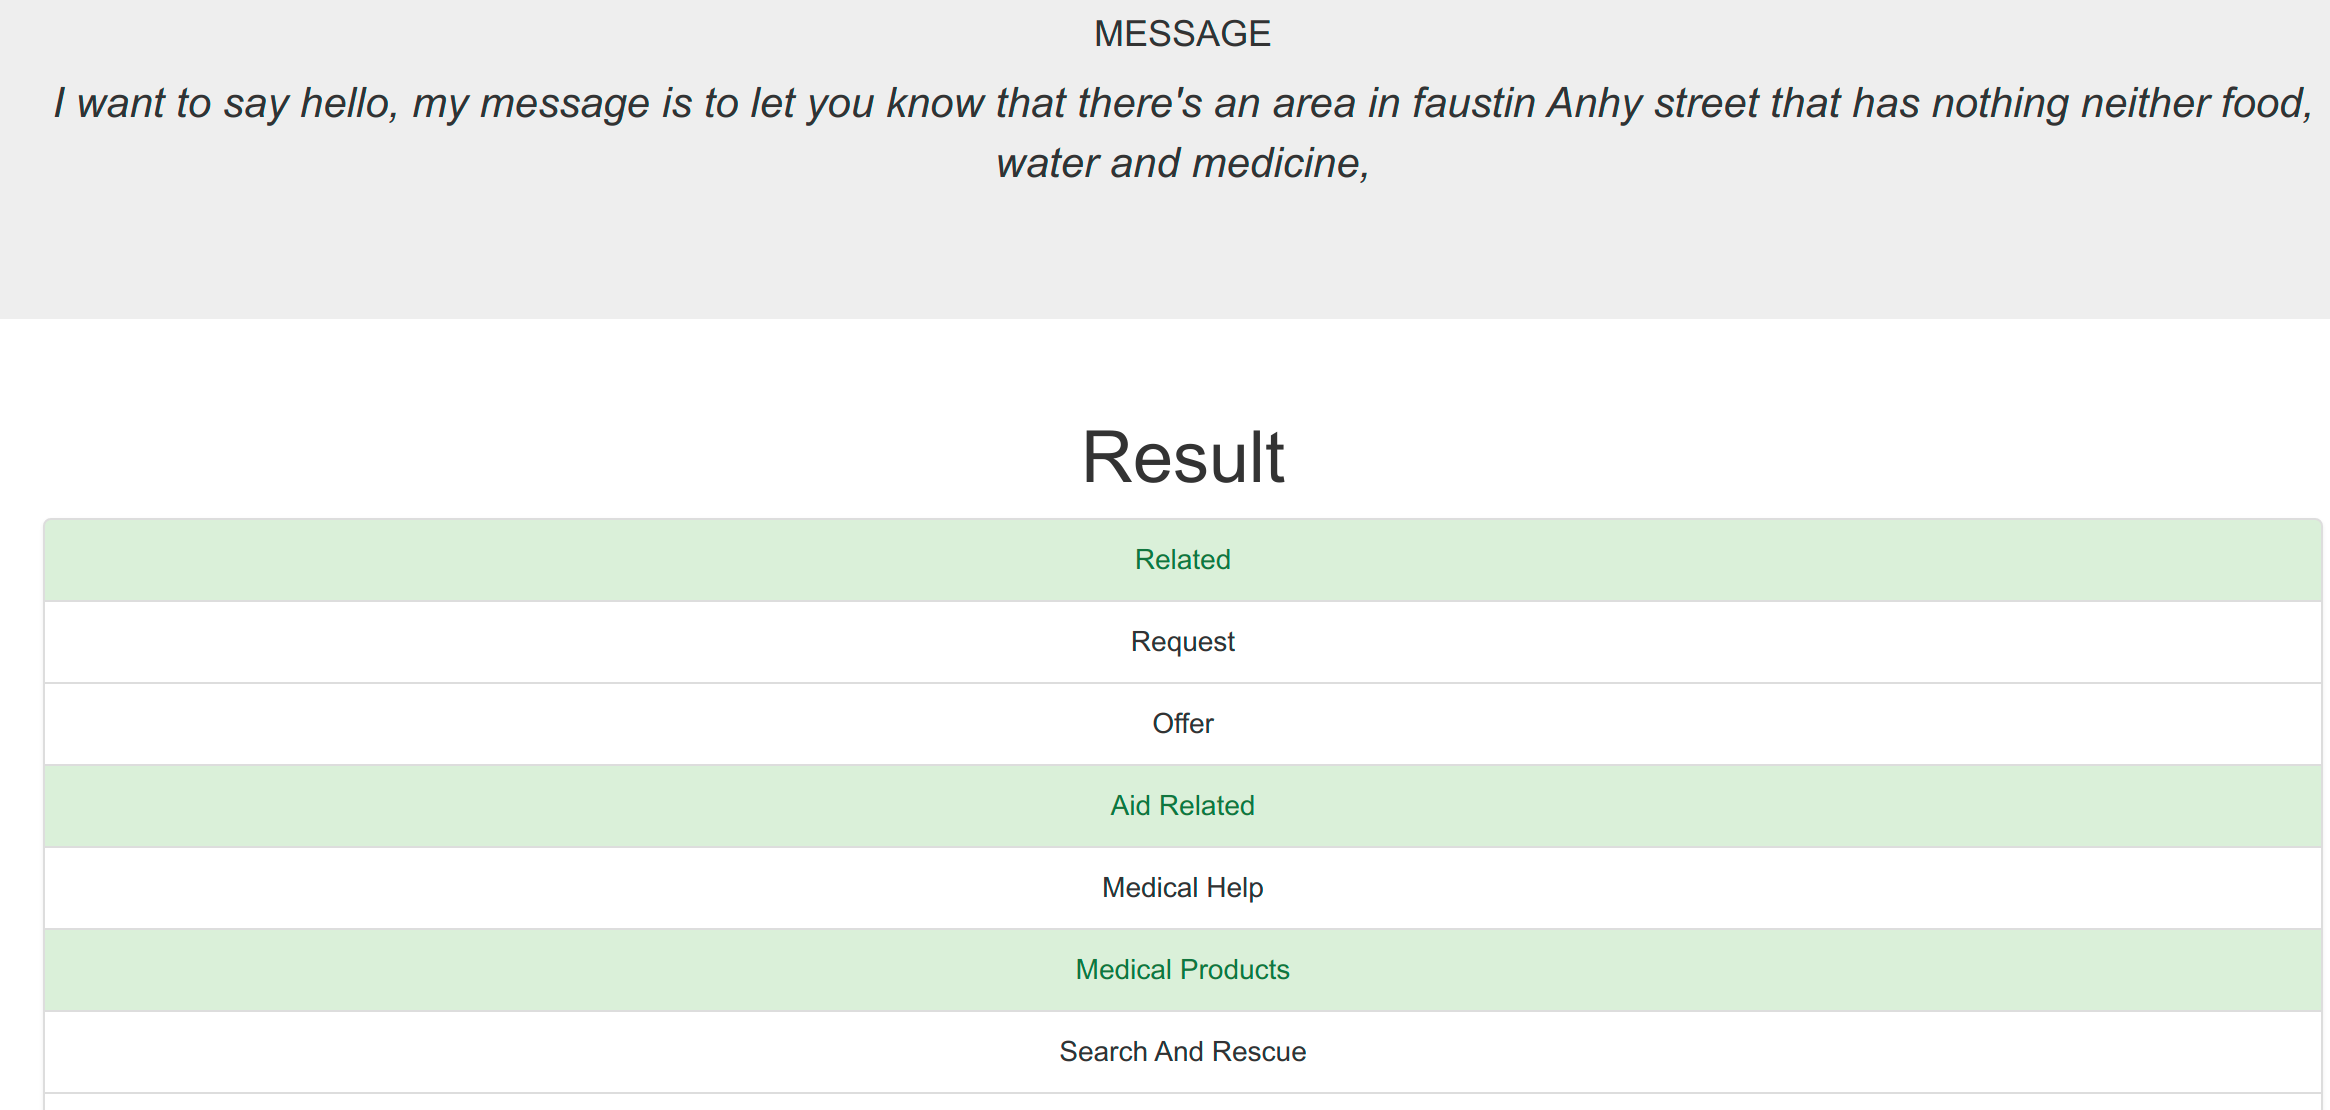 MESSAGE
I want to say hello, my message is to let you know that there's an area in faustin Anhy street that has nothing neither food,
water and medicine,
Result
Related
Request
Offer
Aid Related
Medical Help
Medical Products
Search And Rescue